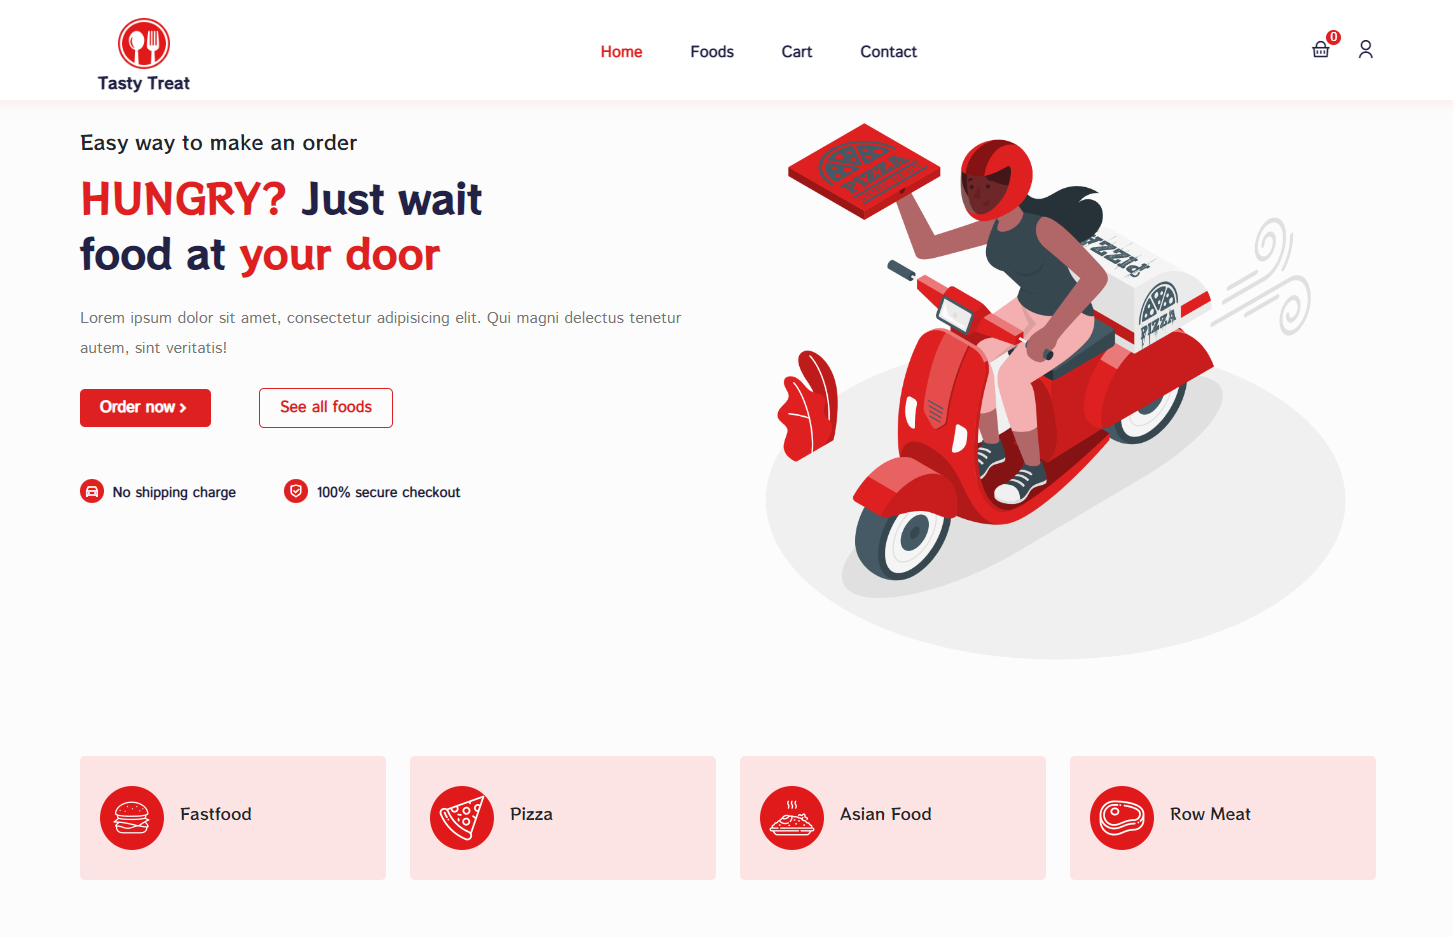 Tasty Treat
Home Foods Cart Contact
0
Easy way to make an order
HUNGRY? Just wait
food at your door
Lorem ipsum dolor sit amet, consectetur adipisicing elit. Qui magni delectus tenetur
autem, sint veritatis!
Order now
See all foods
No shipping charge
100% secure checkout
PIZZA
PIZZA
PIZZA
Fastfood
Pizza
Asian Food
Row Meat